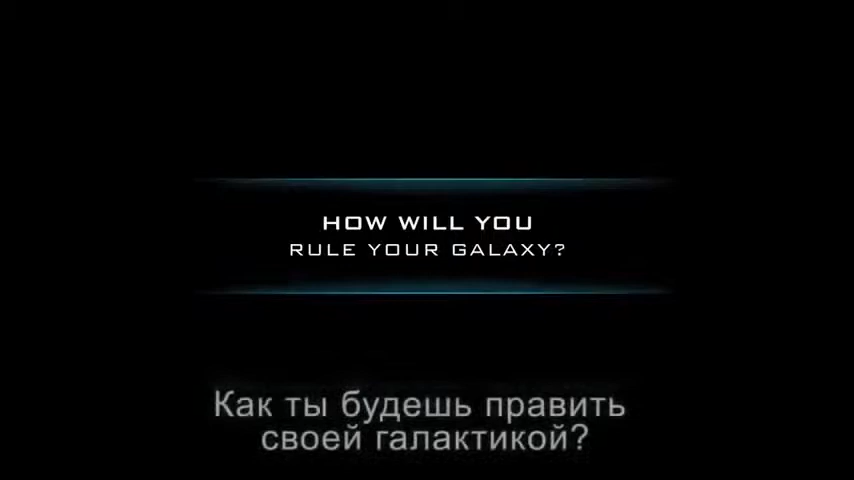 HOW WILL YOU
RULE YOUR GALAXY?
Как ты будешь править
своей галактикой?